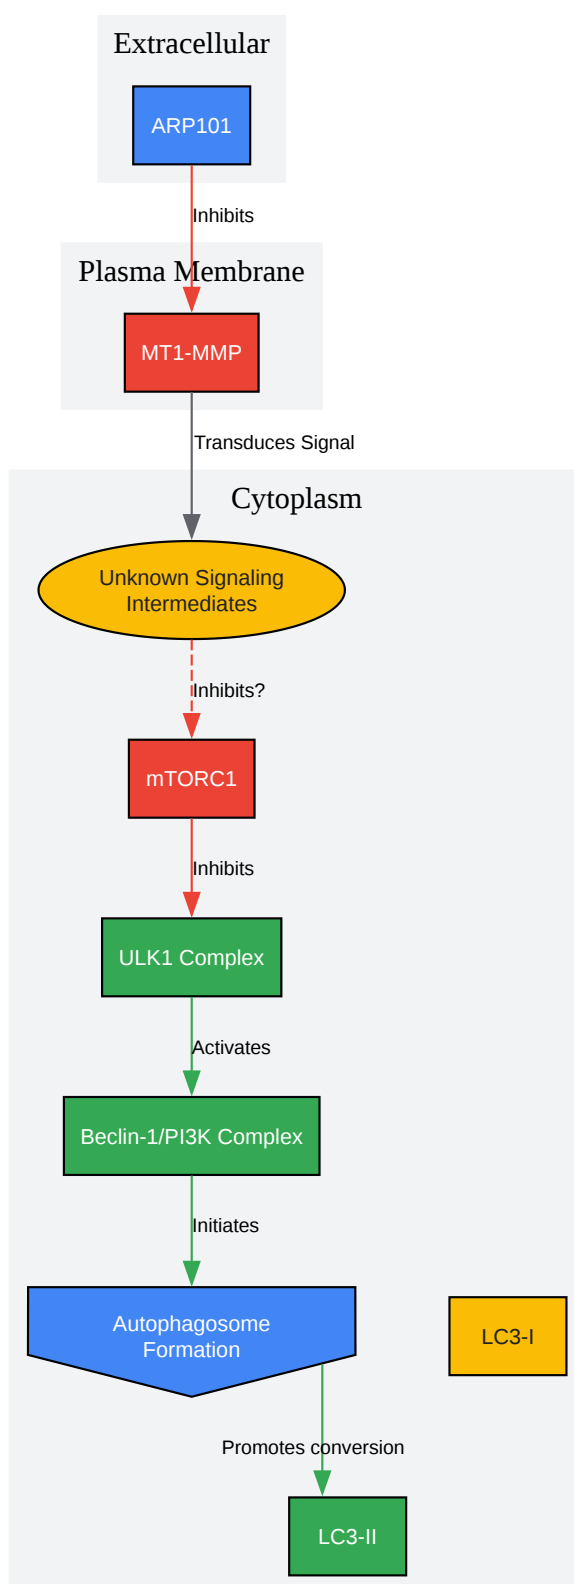 Extracellular
ARP101
Inhibits
Plasma Membrane
MT1-MMP
Transduces Signal
Cytoplasm
Unknown Signaling
Intermediates
Inhibits?
mTORC1
Inhibits
ULK1 Complex
Activates
Beclin-1/PI3K Complex
Initiates
Autophagosome
Formation
LC3-I
Promotes conversion
LC3-II